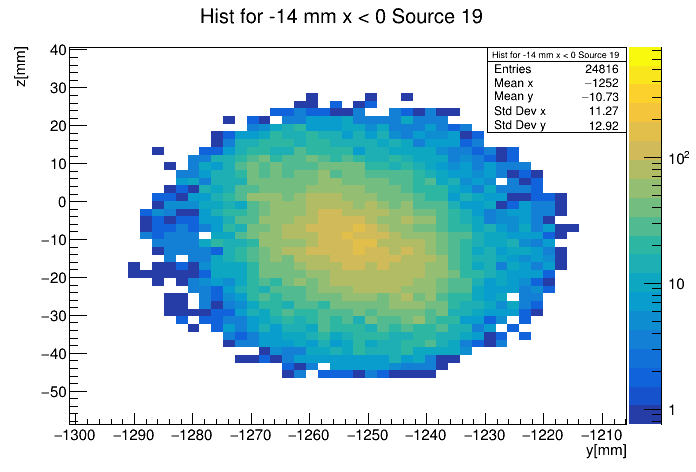 Hist for -14 mm x < 0 Source 19
z[mm]
Hist for -14 mm x < 0 Source 19
Entries 24816
Mean x −1252
Mean y −10.73
Std Dev x 11.27
Std Dev y 12.92
40
30
20
10
0
−10
−20
−30
−40
−50
−1300 −1290 −1280 −1270 −1260 −1250 −1240 −1230 −1220 −1210
y[mm]
10²
10
1